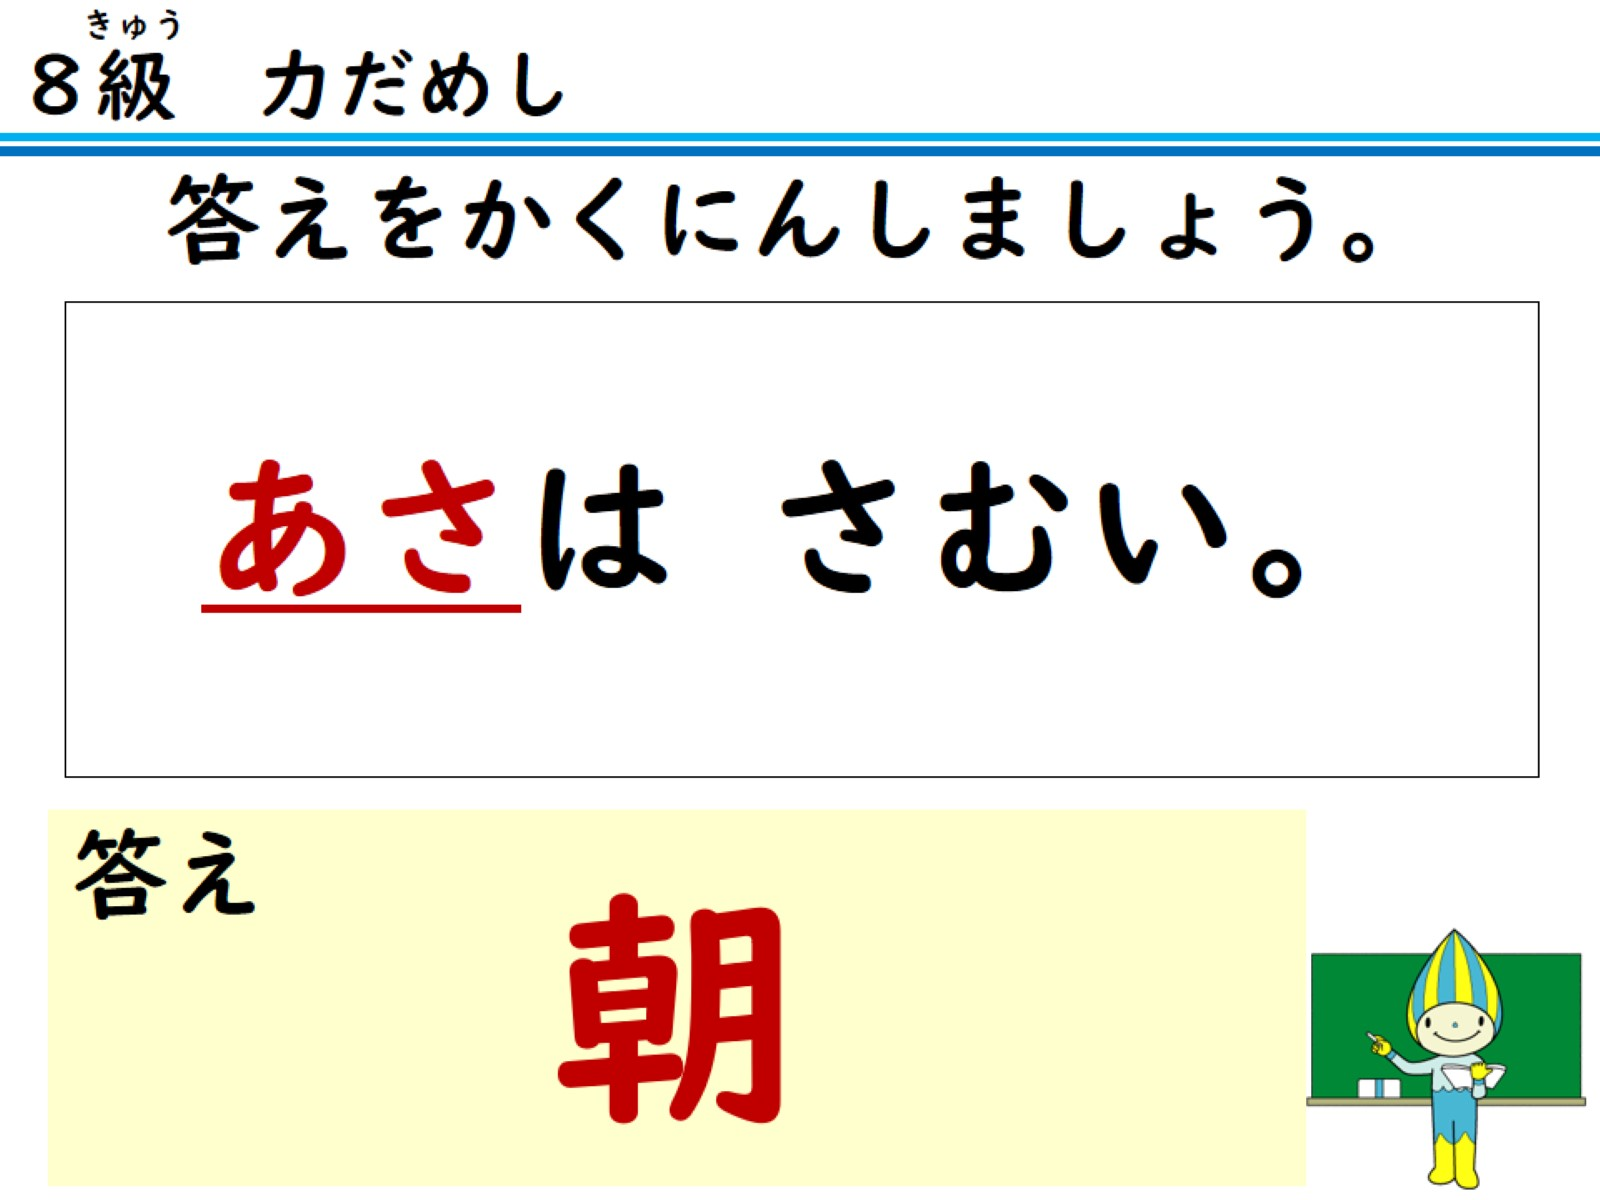 きゅう
８級　力だめし
答えをかくにんしましょう。
あさは さむい。
答え
朝